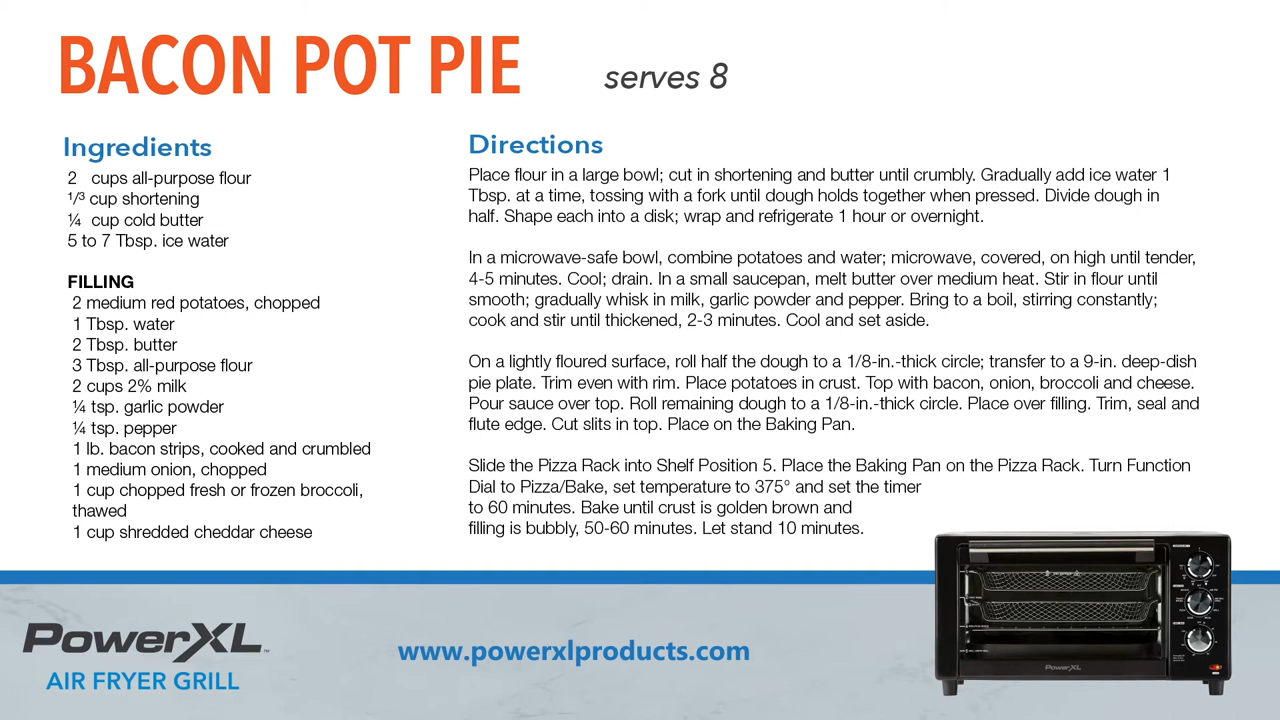 BACON POT PIE
serves 8
Ingredients
2 cups all-purpose flour
1/3 cup shortening
¼ cup cold butter
5 to 7 Tbsp. ice water
FILLING
2 medium red potatoes, chopped
1 Tbsp. water
2 Tbsp. butter
3 Tbsp. all-purpose flour
2 cups 2% milk
¼ tsp. garlic powder
¼ tsp. pepper
1 lb. bacon strips, cooked and crumbled
1 medium onion, chopped
1 cup chopped fresh or frozen broccoli,
thawed
1 cup shredded cheddar cheese
Directions
Place flour in a large bowl; cut in shortening and butter until crumbly. Gradually add ice water 1
Tbsp. at a time, tossing with a fork until dough holds together when pressed. Divide dough in
half. Shape each into a disk; wrap and refrigerate 1 hour or overnight.
In a microwave-safe bowl, combine potatoes and water; microwave, covered, on high until tender,
4-5 minutes. Cool; drain. In a small saucepan, melt butter over medium heat. Stir in flour until
smooth; gradually whisk in milk, garlic powder and pepper. Bring to a boil, stirring constantly;
cook and stir until thickened, 2-3 minutes. Cool and set aside.
On a lightly floured surface, roll half the dough to a 1/8-in.-thick circle; transfer to a 9-in. deep-dish
pie plate. Trim even with rim. Place potatoes in crust. Top with bacon, onion, broccoli and cheese.
Pour sauce over top. Roll remaining dough to a 1/8-in.-thick circle. Place over filling. Trim, seal and
flute edge. Cut slits in top. Place on the Baking Pan.
Slide the Pizza Rack into Shelf Position 5. Place the Baking Pan on the Pizza Rack. Turn Function
Dial to Pizza/Bake, set temperature to 375° and set the timer
to 60 minutes. Bake until crust is golden brown and
filling is bubbly, 50-60 minutes. Let stand 10 minutes.
PowerXL™
AIR FRYER GRILL
www.powerxlproducts.com
PowerXL